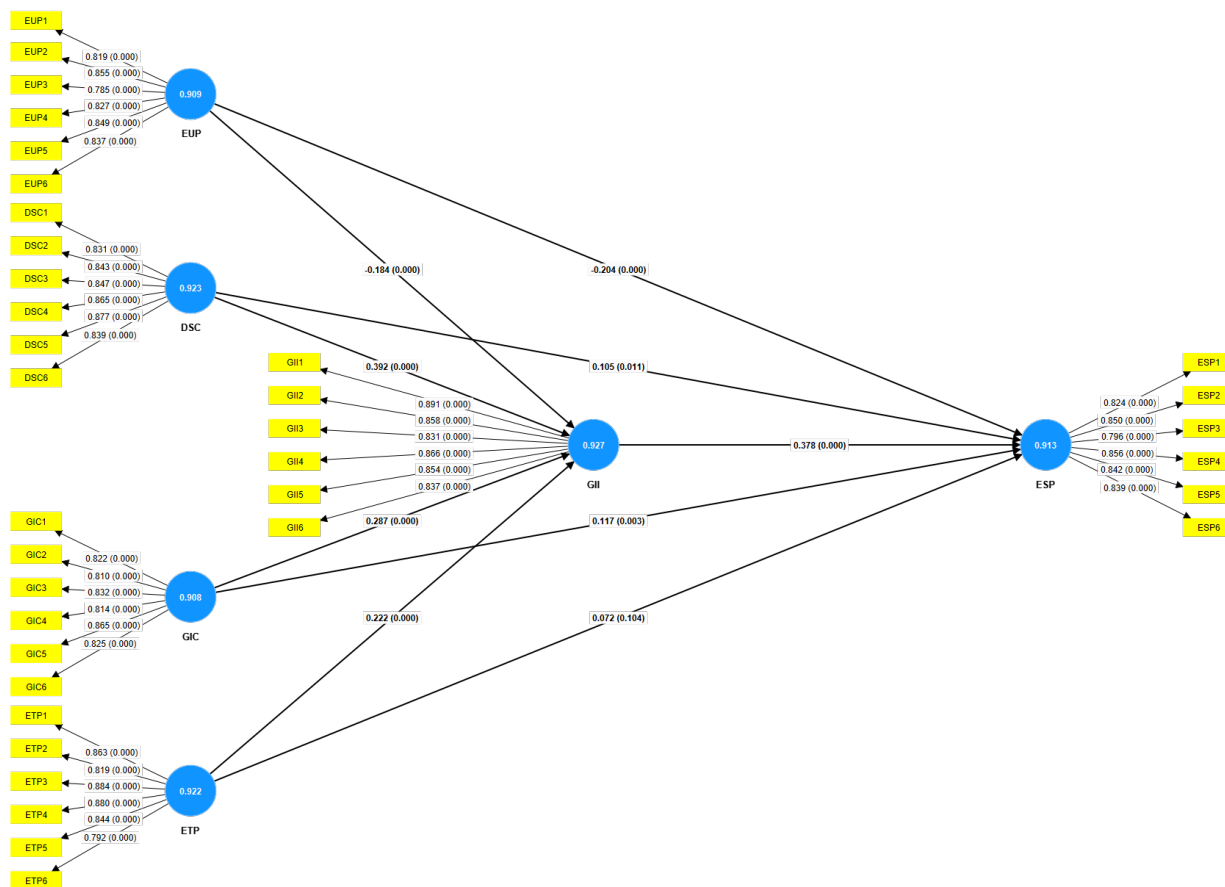 EUP1
EUP2
EUP3
EUP4
EUP5
EUP6
0.819 (0.000)
0.855 (0.000)
0.785 (0.000)
0.827 (0.000)
0.849 (0.000)
0.837 (0.000)
0.909
EUP
DSC1
DSC2
DSC3
DSC4
DSC5
DSC6
0.831 (0.000)
0.843 (0.000)
0.847 (0.000)
0.865 (0.000)
0.877 (0.000)
0.839 (0.000)
0.923
DSC
-0.184 (0.000)
-0.204 (0.000)
0.392 (0.000)
0.105 (0.011)
GII1
GII2
GII3
GII4
GII5
GII6
0.891 (0.000)
0.858 (0.000)
0.831 (0.000)
0.866 (0.000)
0.854 (0.000)
0.837 (0.000)
0.927
GII
0.378 (0.000)
0.287 (0.000)
0.117 (0.003)
0.222 (0.000)
0.072 (0.104)
0.913
ESP
0.824 (0.000)
0.850 (0.000)
0.796 (0.000)
0.856 (0.000)
0.842 (0.000)
0.839 (0.000)
ESP1
ESP2
ESP3
ESP4
ESP5
ESP6
GIC1
GIC2
GIC3
GIC4
GIC5
GIC6
0.822 (0.000)
0.810 (0.000)
0.832 (0.000)
0.814 (0.000)
0.865 (0.000)
0.825 (0.000)
0.908
GIC
ETP1
ETP2
ETP3
ETP4
ETP5
ETP6
0.863 (0.000)
0.819 (0.000)
0.884 (0.000)
0.880 (0.000)
0.844 (0.000)
0.792 (0.000)
0.922
ETP